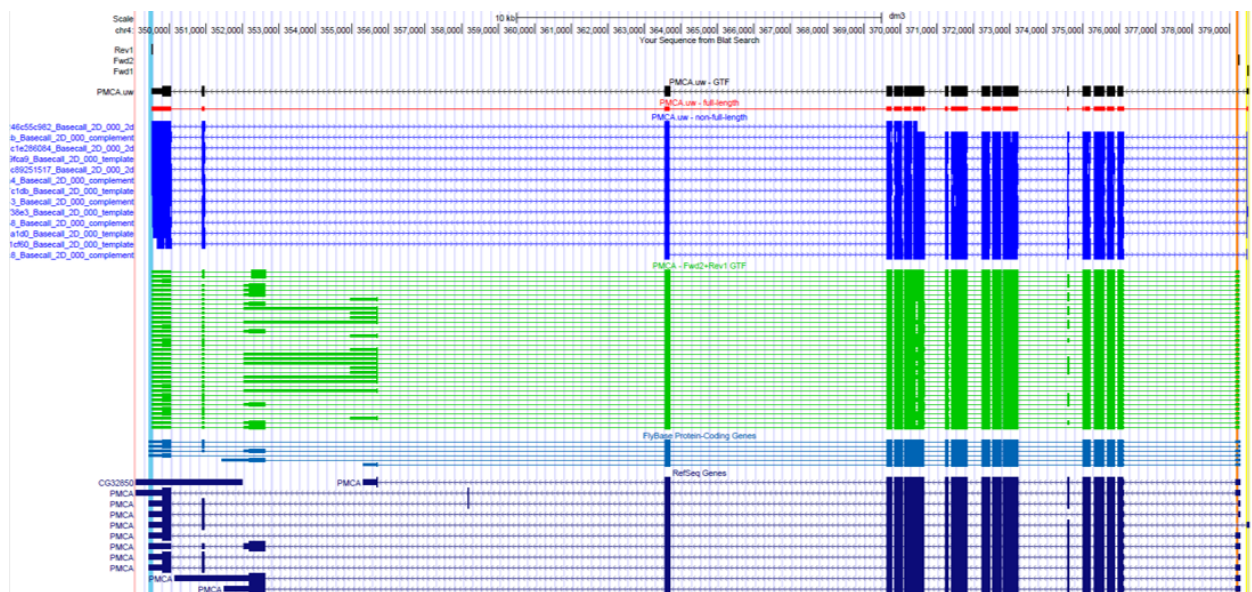 Scale 10 kb dm3
chr4: 350,000 351,000 352,000 353,000 354,000 355,000 356,000 357,000 358,000 359,000 360,000 361,000 362,000 363,000 364,000 365,000 366,000 367,000 368,000 369,000 370,000 371,000 372,000 373,000 374,000 375,000 376,000 377,000 378,000 379,000
Your Sequence from Blat Search
Rev1
Fwd2
Fwd1
PMCA.uw - GTF
PMCA.uw
PMCA.uw - full-length
PMCA.uw - non-full-length
46c55c982_Basecall_2D_000_2d
b_Basecall_2D_000_complement
c1e286084_Basecall_2D_000_2d
9fca9_Basecall_2D_000_template
c89251517_Basecall_2D_000_2d
4_Basecall_2D_000_complement
c1db_Basecall_2D_000_template
3_Basecall_2D_000_complement
38e3_Basecall_2D_000_template
8_Basecall_2D_000_complement
a1d0_Basecall_2D_000_template
1cf60_Basecall_2D_000_template
8_Basecall_2D_000_complement
PMCA - Fwd2+Rev1 GTF
FlyBase Protein-Coding Genes
RefSeq Genes
CG32850 PMCA
PMCA
PMCA
PMCA
PMCA
PMCA
PMCA
PMCA
PMCA
PMCA
PMCA